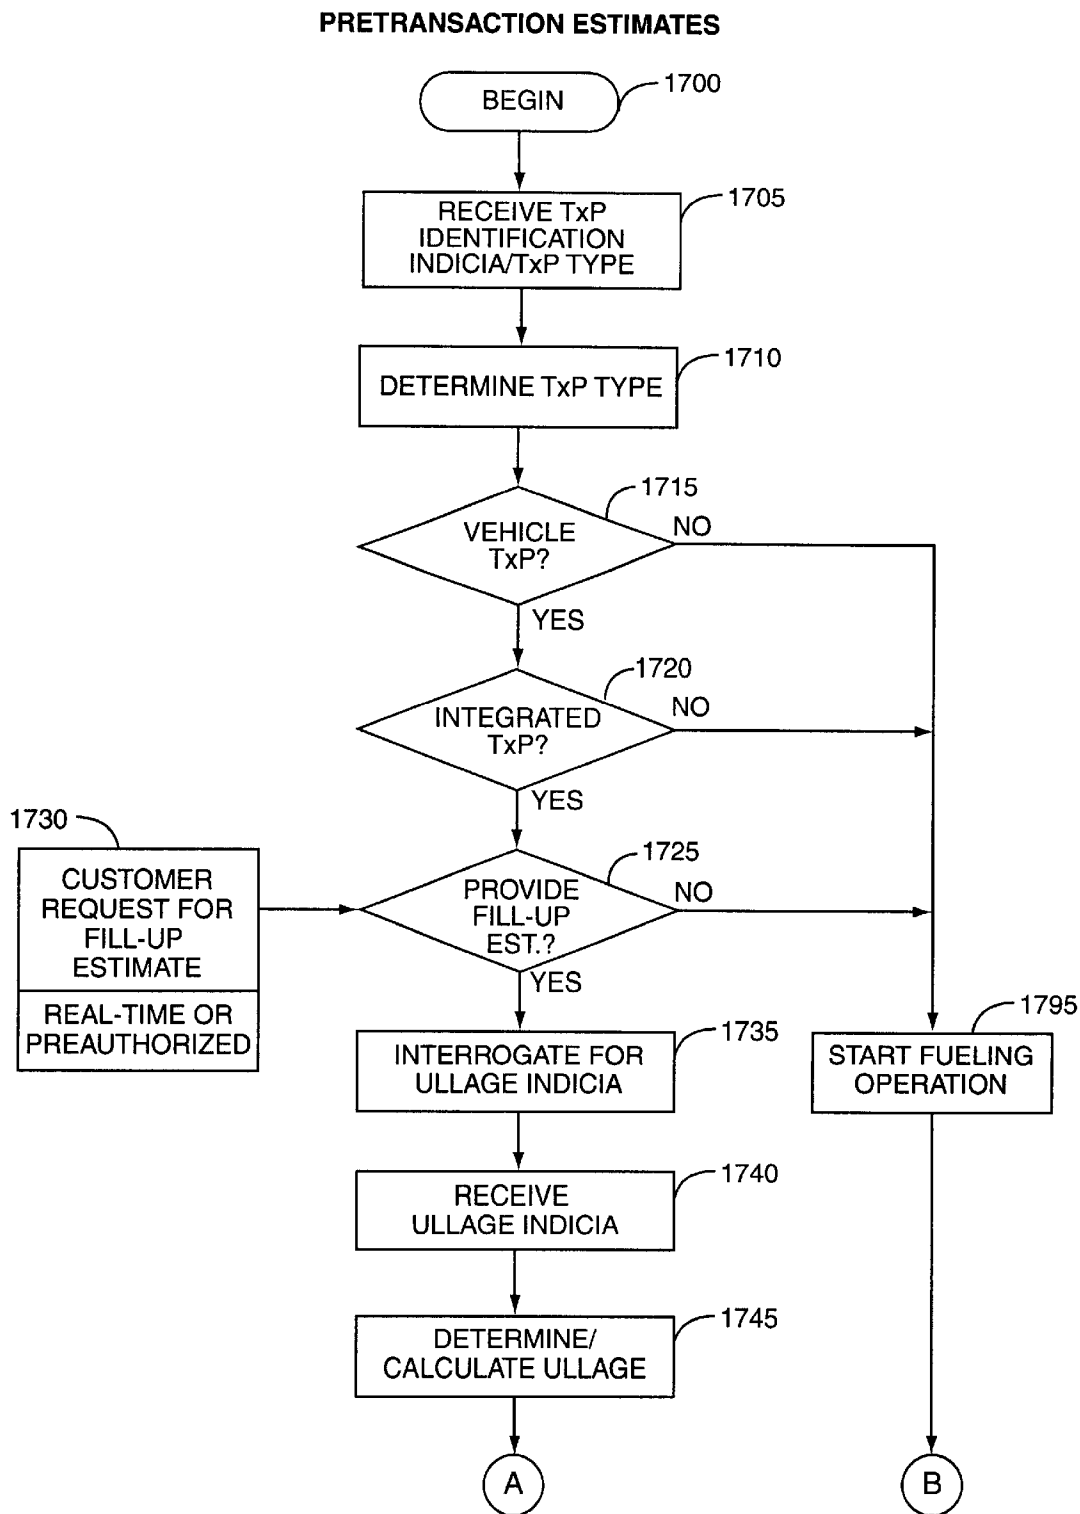 PRETRANSACTION ESTIMATES
BEGIN
1700
RECEIVE TxP
IDENTIFICATION
INDICIA/TxP TYPE
1705
DETERMINE TxP TYPE
1710
VEHICLE
TxP?
1715
NO
YES
INTEGRATED
TxP?
1720
NO
YES
1730
CUSTOMER
REQUEST FOR
FILL-UP
ESTIMATE
REAL-TIME OR
PREAUTHORIZED
PROVIDE
FILL-UP
EST.?
1725
NO
YES
INTERROGATE FOR
ULLAGE INDICIA
1735
START FUELING
OPERATION
1795
RECEIVE
ULLAGE INDICIA
1740
DETERMINE/
CALCULATE ULLAGE
1745
A
B